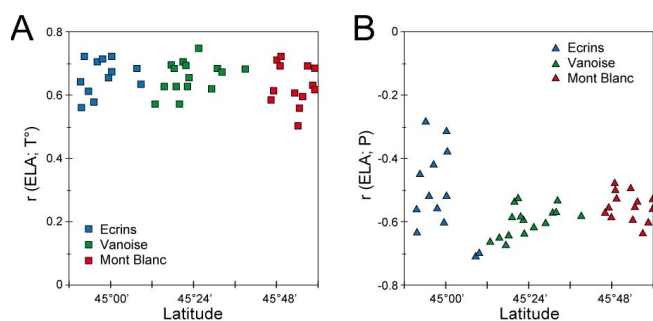 A
B
0.8
0.6
0.4
0.2
0
r (ELA; T°)
Ecrins
Vanoise
Mont Blanc
45°00'
45°24'
45°48'
Latitude
-0
-0.2
-0.4
-0.6
-0.8
r (ELA; P)
Ecrins
Vanoise
Mont Blanc
45°00'
45°24'
45°48'
Latitude